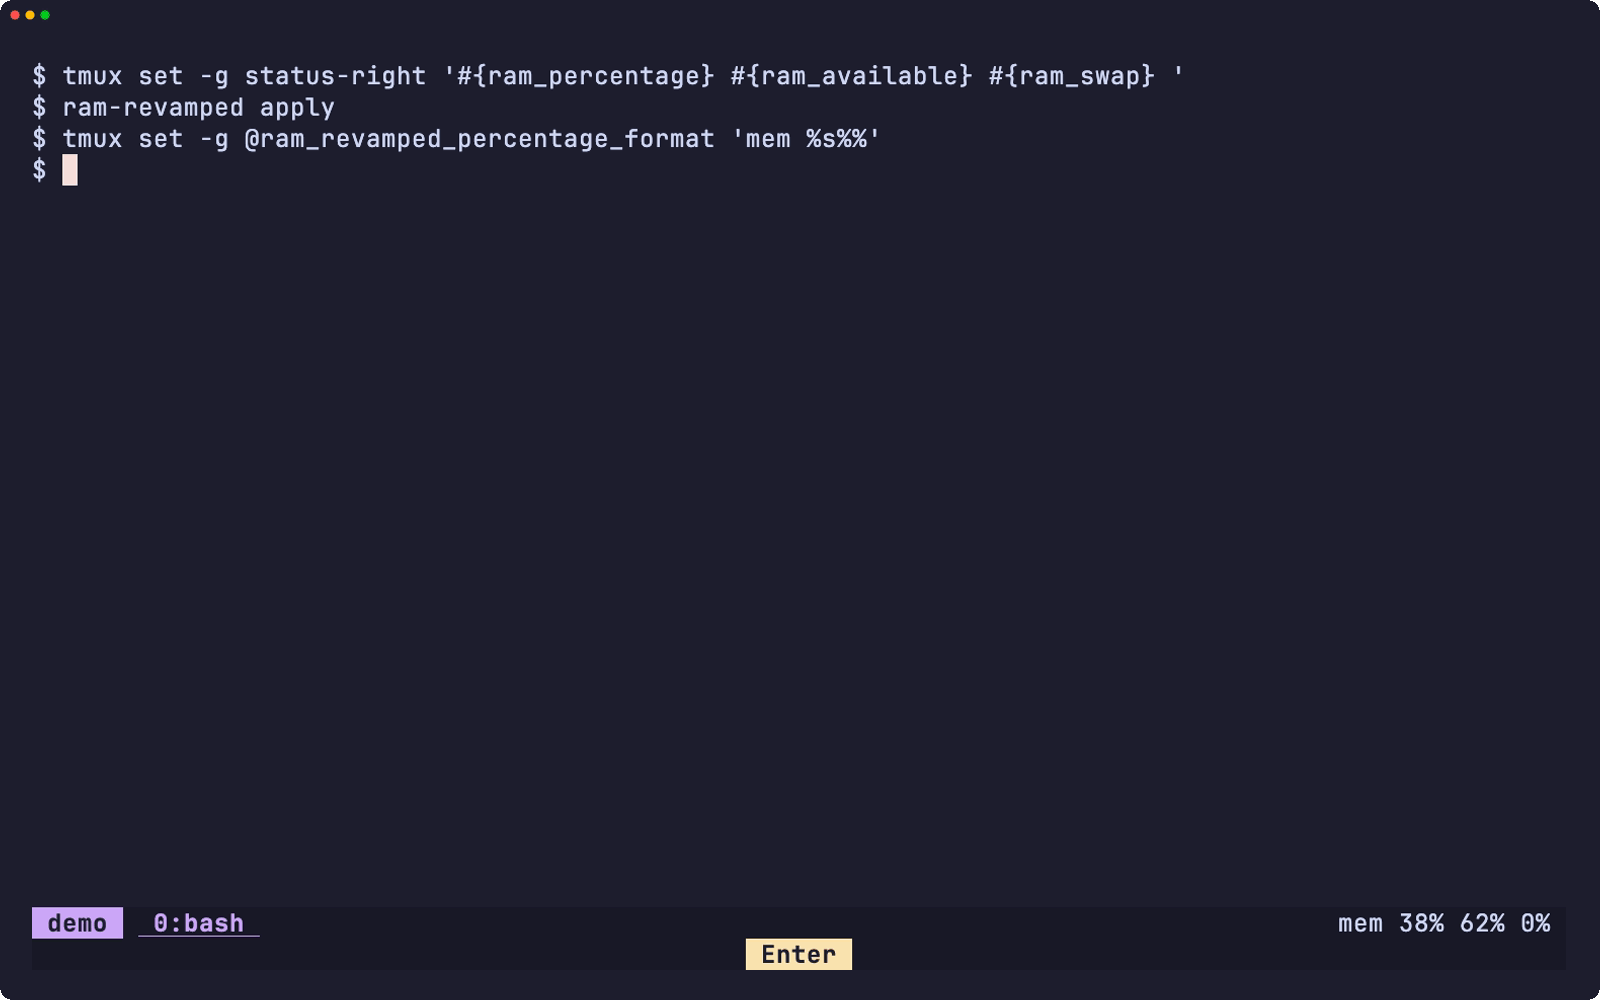 $ tmux set -g status-right '#{ram_percentage} #{ram_available} #{ram_swap} '
$ ram-revamped apply
$ tmux set -g @ram_revamped_percentage_format 'mem %s%%'
$
demo 0:bash mem 38% 62% 0%
Enter